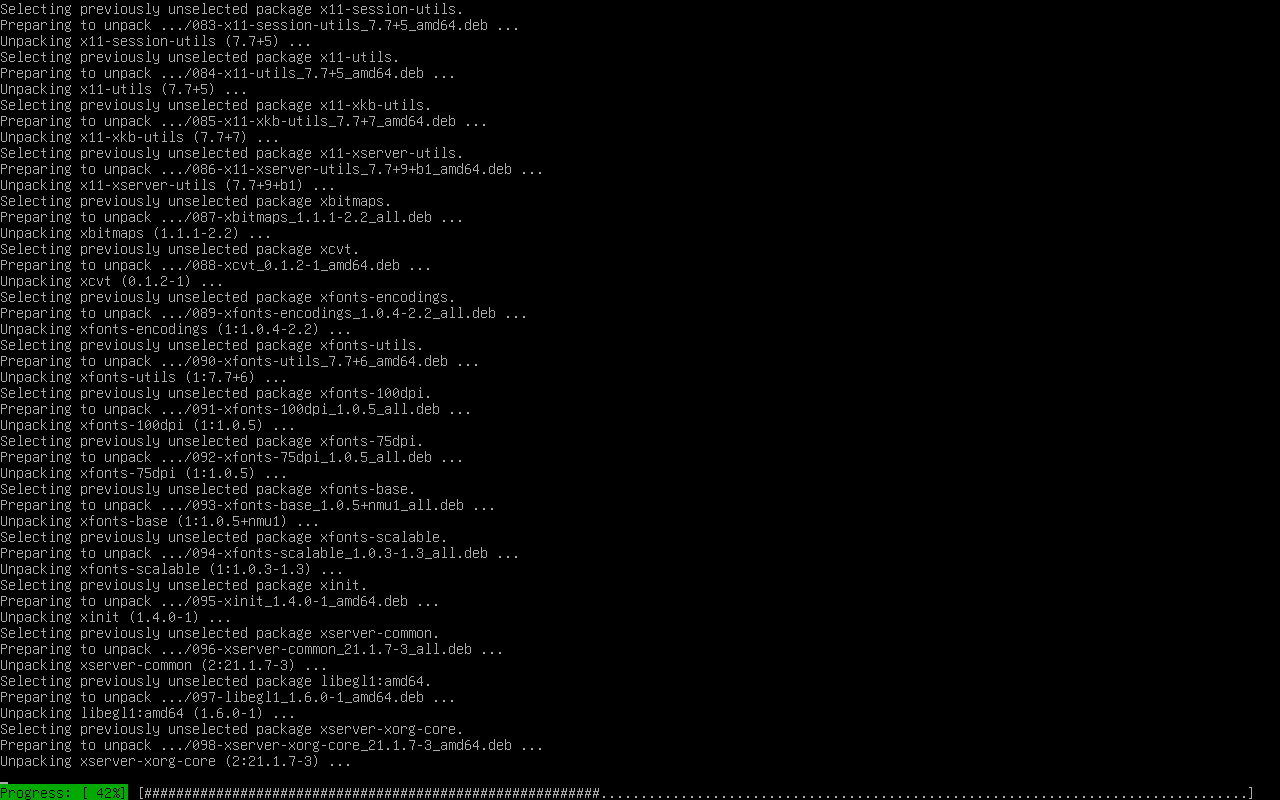 Selecting previously unselected package x11-session-utils.
Preparing to unpack .../083-x11-session-utils_7.7+5_amd64.deb ...
Unpacking x11-session-utils (7.7+5) ...
Selecting previously unselected package x11-utils.
Preparing to unpack .../084-x11-utils_7.7+5_amd64.deb ...
Unpacking x11-utils (7.7+5) ...
Selecting previously unselected package x11-xkb-utils.
Preparing to unpack .../085-x11-xkb-utils_7.7+7_amd64.deb ...
Unpacking x11-xkb-utils (7.7+7) ...
Selecting previously unselected package x11-xserver-utils.
Preparing to unpack .../086-x11-xserver-utils_7.7+9+b1_amd64.deb ...
Unpacking x11-xserver-utils (7.7+9+b1) ...
Selecting previously unselected package xbitmaps.
Preparing to unpack .../087-xbitmaps_1.1.1-2.2_all.deb ...
Unpacking xbitmaps (1.1.1-2.2) ...
Selecting previously unselected package xcvt.
Preparing to unpack .../088-xcvt_0.1.2-1_amd64.deb ...
Unpacking xcvt (0.1.2-1) ...
Selecting previously unselected package xfonts-encodings.
Preparing to unpack .../089-xfonts-encodings_1.0.4-2.2_all.deb ...
Unpacking xfonts-encodings (1:1.0.4-2.2) ...
Selecting previously unselected package xfonts-utils.
Preparing to unpack .../090-xfonts-utils_7.7+6_amd64.deb ...
Unpacking xfonts-utils (1:7.7+6) ...
Selecting previously unselected package xfonts-100dpi.
Preparing to unpack .../091-xfonts-100dpi_1.0.5_all.deb ...
Unpacking xfonts-100dpi (1:1.0.5) ...
Selecting previously unselected package xfonts-75dpi.
Preparing to unpack .../092-xfonts-75dpi_1.0.5_all.deb ...
Unpacking xfonts-75dpi (1:1.0.5) ...
Selecting previously unselected package xfonts-base.
Preparing to unpack .../093-xfonts-base_1.0.5+nmu1_all.deb ...
Unpacking xfonts-base (1:1.0.5+nmu1) ...
Selecting previously unselected package xfonts-scalable.
Preparing to unpack .../094-xfonts-scalable_1.0.3-1.3_all.deb ...
Unpacking xfonts-scalable (1:1.0.3-1.3) ...
Selecting previously unselected package xinit.
Preparing to unpack .../095-xinit_1.4.0-1_amd64.deb ...
Unpacking xinit (1.4.0-1) ...
Selecting previously unselected package xserver-common.
Preparing to unpack .../096-xserver-common_21.1.7-3_all.deb ...
Unpacking xserver-common (2:21.1.7-3) ...
Selecting previously unselected package libegl1:amd64.
Preparing to unpack .../097-libegl1_1.6.0-1_amd64.deb ...
Unpacking libegl1:amd64 (1.6.0-1) ...
Selecting previously unselected package xserver-xorg-core.
Preparing to unpack .../098-xserver-xorg-core_21.1.7-3_amd64.deb ...
Unpacking xserver-xorg-core (2:21.1.7-3) ...
Progress: [ 42%] [#########################################################.................................................................................]